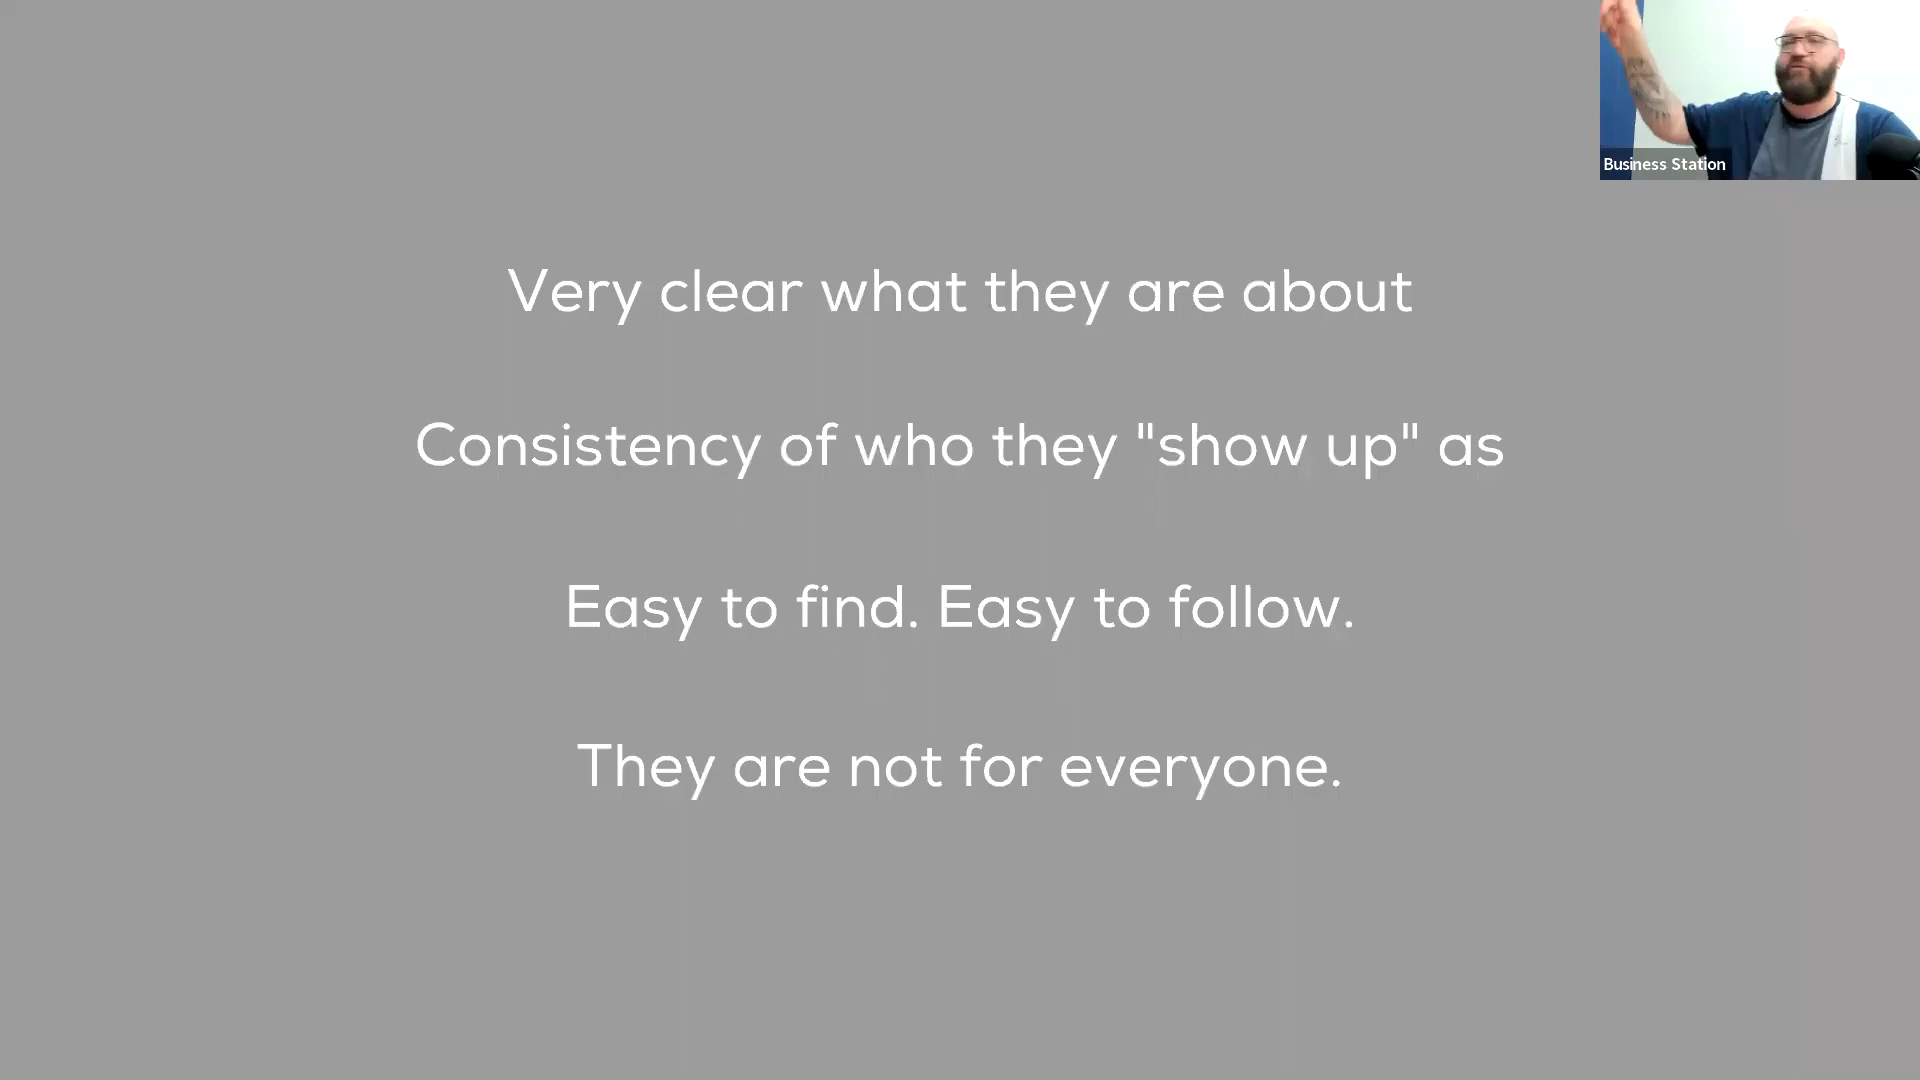 Business Station
Very clear what they are about
Consistency of who they "show up" as
Easy to find. Easy to follow.
They are not for everyone.